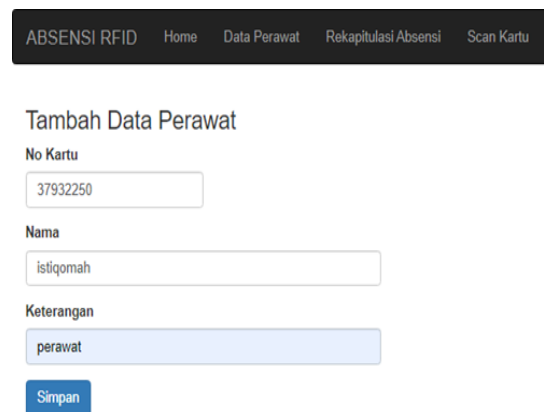 ABSENSI RFID Home Data Perawat Rekapitulasi Absensi Scan Kartu
Tambah Data Perawat
No Kartu
37932250
Nama
istiqomah
Keterangan
perawat
Simpan